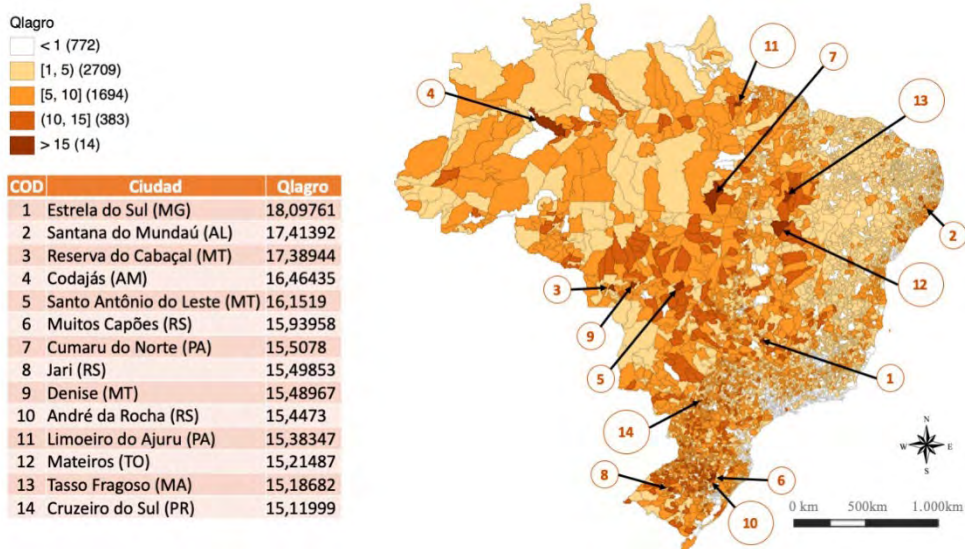 Qlagro
< 1 (772)
[1, 5) (2709)
[5, 10] (1694)
(10, 15] (383)
> 15 (14)
COD Ciudad Qlagro
1 Estrela do Sul (MG) 18,09761
2 Santana do Mundaú (AL) 17,41392
3 Reserva do Cabaçal (MT) 17,38944
4 Codajás (AM) 16,46435
5 Santo Antônio do Leste (MT) 16,1519
6 Muitos Capões (RS) 15,93958
7 Cumaru do Norte (PA) 15,5078
8 Jari (RS) 15,49853
9 Denise (MT) 15,48967
10 André da Rocha (RS) 15,4473
11 Limoeiro do Ajuru (PA) 15,38347
12 Mateiros (TO) 15,21487
13 Tasso Fragoso (MA) 15,18682
14 Cruzeiro do Sul (PR) 15,11999
11
7
4
13
2
12
3
9
5
1
14
8
6
10
N
W E
S
0 km 500km 1.000km